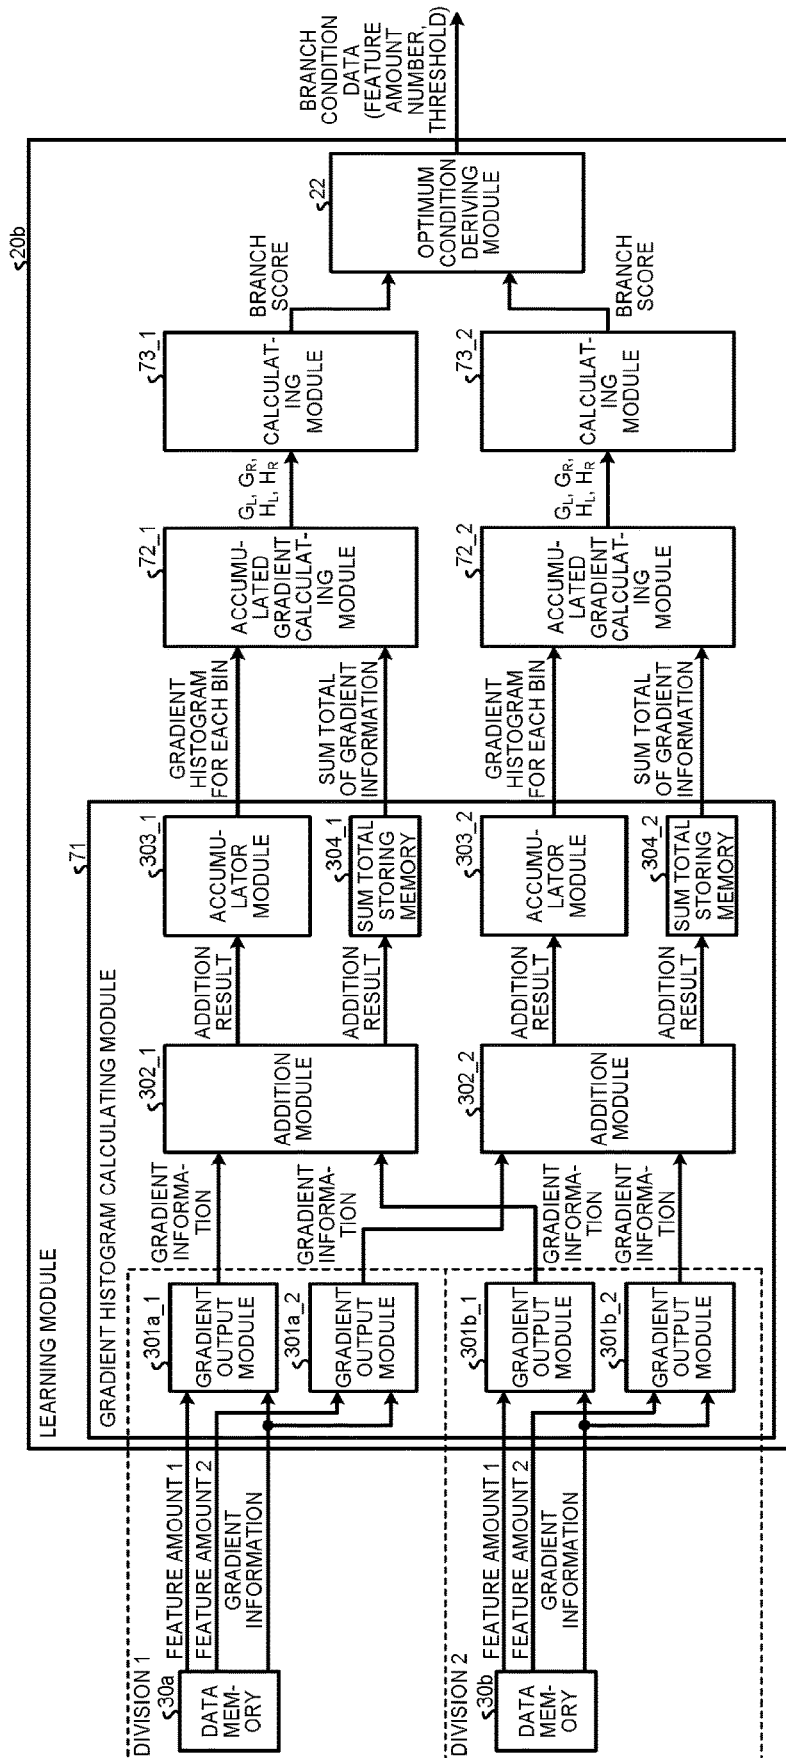 20b
LEARNING MODULE
71
GRADIENT HISTOGRAM CALCULATING MODULE
DIVISION 1
30a
DATA
MEM-
ORY
FEATURE AMOUNT 1
FEATURE AMOUNT 2
GRADIENT
INFORMATION
301a_1
GRADIENT
OUTPUT
MODULE
301a_2
GRADIENT
OUTPUT
MODULE
GRADIENT
INFORMA-
TION
GRADIENT
INFORMA-
TION
302_1
ADDITION
MODULE
ADDITION
RESULT
ADDITION
RESULT
303_1
ACCUMU-
LATOR
MODULE
304_1
SUM TOTAL
STORING
MEMORY
GRADIENT
HISTOGRAM
FOR EACH BIN
SUM TOTAL
OF GRADIENT
INFORMATION
72_1
ACCUMU-
LATED
GRADIENT
CALCULAT-
ING
MODULE
GL, GR,
HL, HR
73_1
CALCULAT-
ING
MODULE
BRANCH
SCORE
22
OPTIMUM
CONDITION
DERIVING
MODULE
BRANCH
CONDITION
DATA
(FEATURE
AMOUNT
NUMBER,
THRESHOLD)
DIVISION 2
30b
DATA
MEM-
ORY
FEATURE AMOUNT 1
FEATURE AMOUNT 2
GRADIENT
INFORMATION
301b_1
GRADIENT
OUTPUT
MODULE
301b_2
GRADIENT
OUTPUT
MODULE
GRADIENT
INFORMA-
TION
GRADIENT
INFORMA-
TION
302_2
ADDITION
MODULE
ADDITION
RESULT
ADDITION
RESULT
303_2
ACCUMU-
LATOR
MODULE
304_2
SUM TOTAL
STORING
MEMORY
GRADIENT
HISTOGRAM
FOR EACH BIN
SUM TOTAL
OF GRADIENT
INFORMATION
72_2
ACCUMU-
LATED
GRADIENT
CALCULAT-
ING
MODULE
GL, GR,
HL, HR
73_2
CALCULAT-
ING
MODULE
BRANCH
SCORE